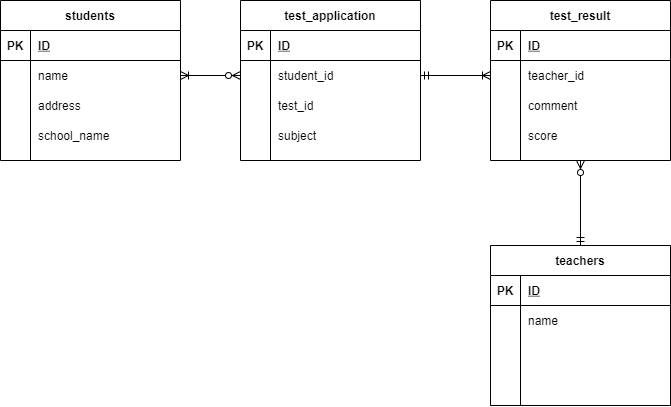 students
PK ID
name
address
school_name
test_application
PK ID
student_id
test_id
subject
test_result
PK ID
teacher_id
comment
score
teachers
PK ID
name